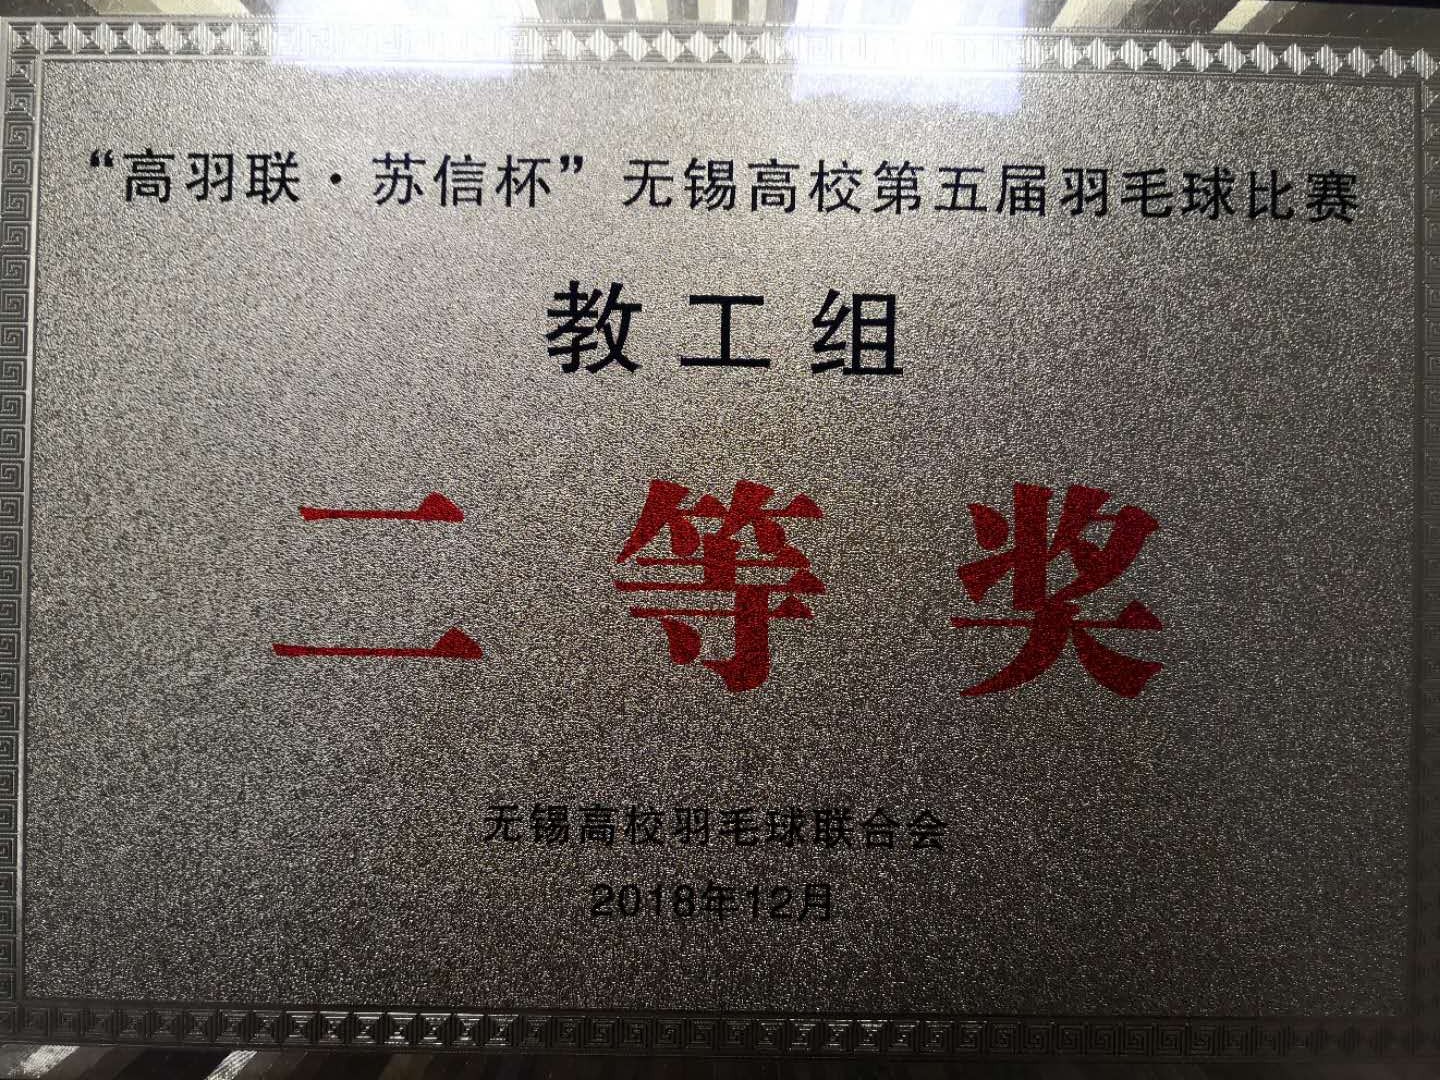 “高羽联·苏信杯”无锡高校第五届羽毛球比赛
教工组
二等奖
无锡高校羽毛球联合会
2018年12月